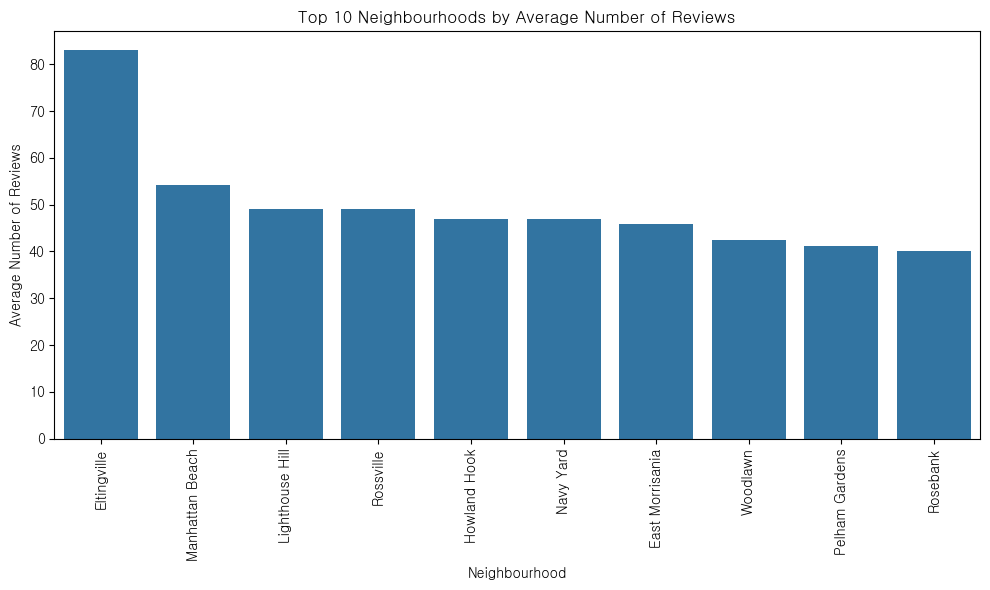 Top 10 Neighbourhoods by Average Number of Reviews
Average Number of Reviews
80
70
60
50
40
30
20
10
0
Eltingville
Manhattan Beach
Lighthouse Hill
Rossville
Howland Hook
Navy Yard
East Morrisania
Woodlawn
Pelham Gardens
Rosebank
Neighbourhood